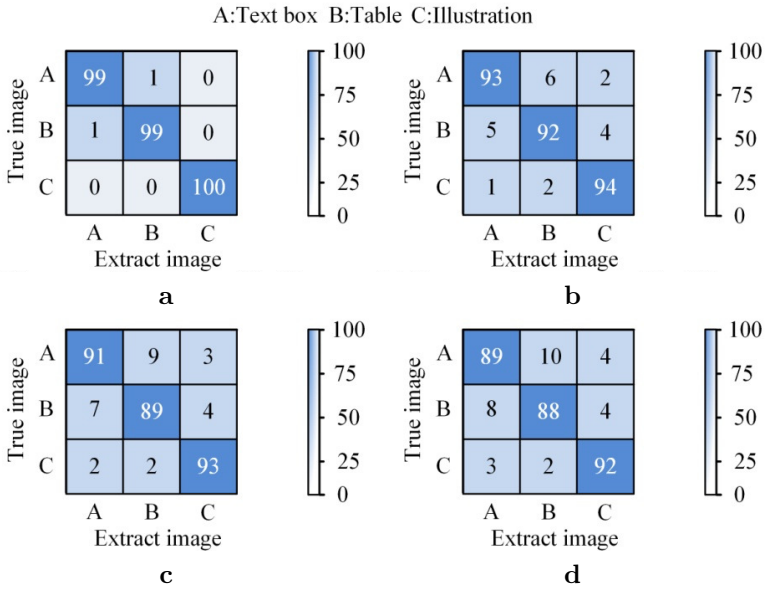 A:Text box B:Table C:Illustration
True image
A 99 1 0
B 1 99 0
C 0 0 100
A B C
Extract image
100
75
50
25
0
a
True image
A 93 6 2
B 5 92 4
C 1 2 94
A B C
Extract image
100
75
50
25
0
b
True image
A 91 9 3
B 7 89 4
C 2 2 93
A B C
Extract image
100
75
50
25
0
c
True image
A 89 10 4
B 8 88 4
C 3 2 92
A B C
Extract image
100
75
50
25
0
d